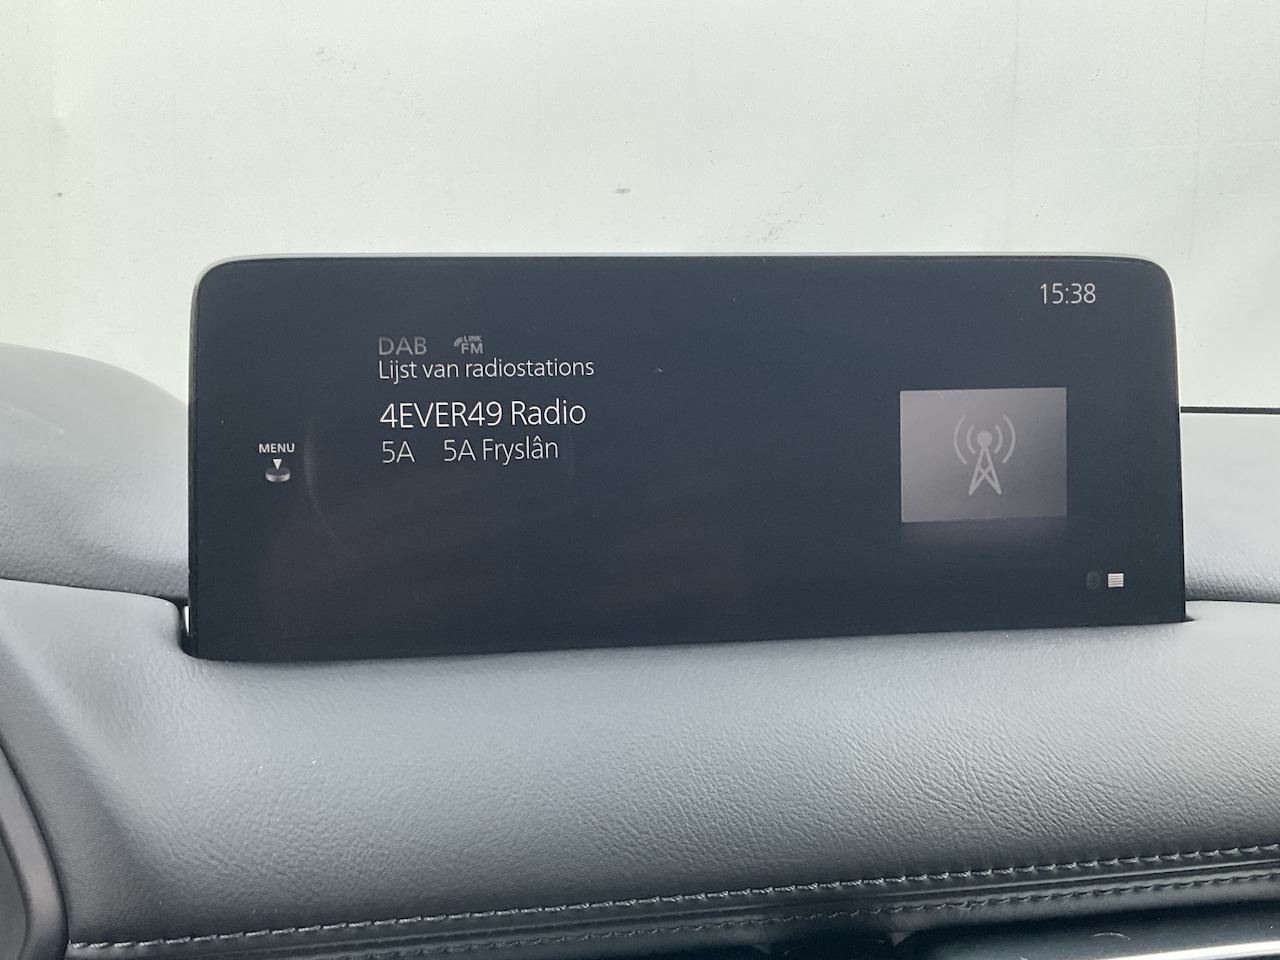 15:38
DAB LINK FM
Lijst van radiostations
4EVER49 Radio
5A 5A Fryslân
MENU